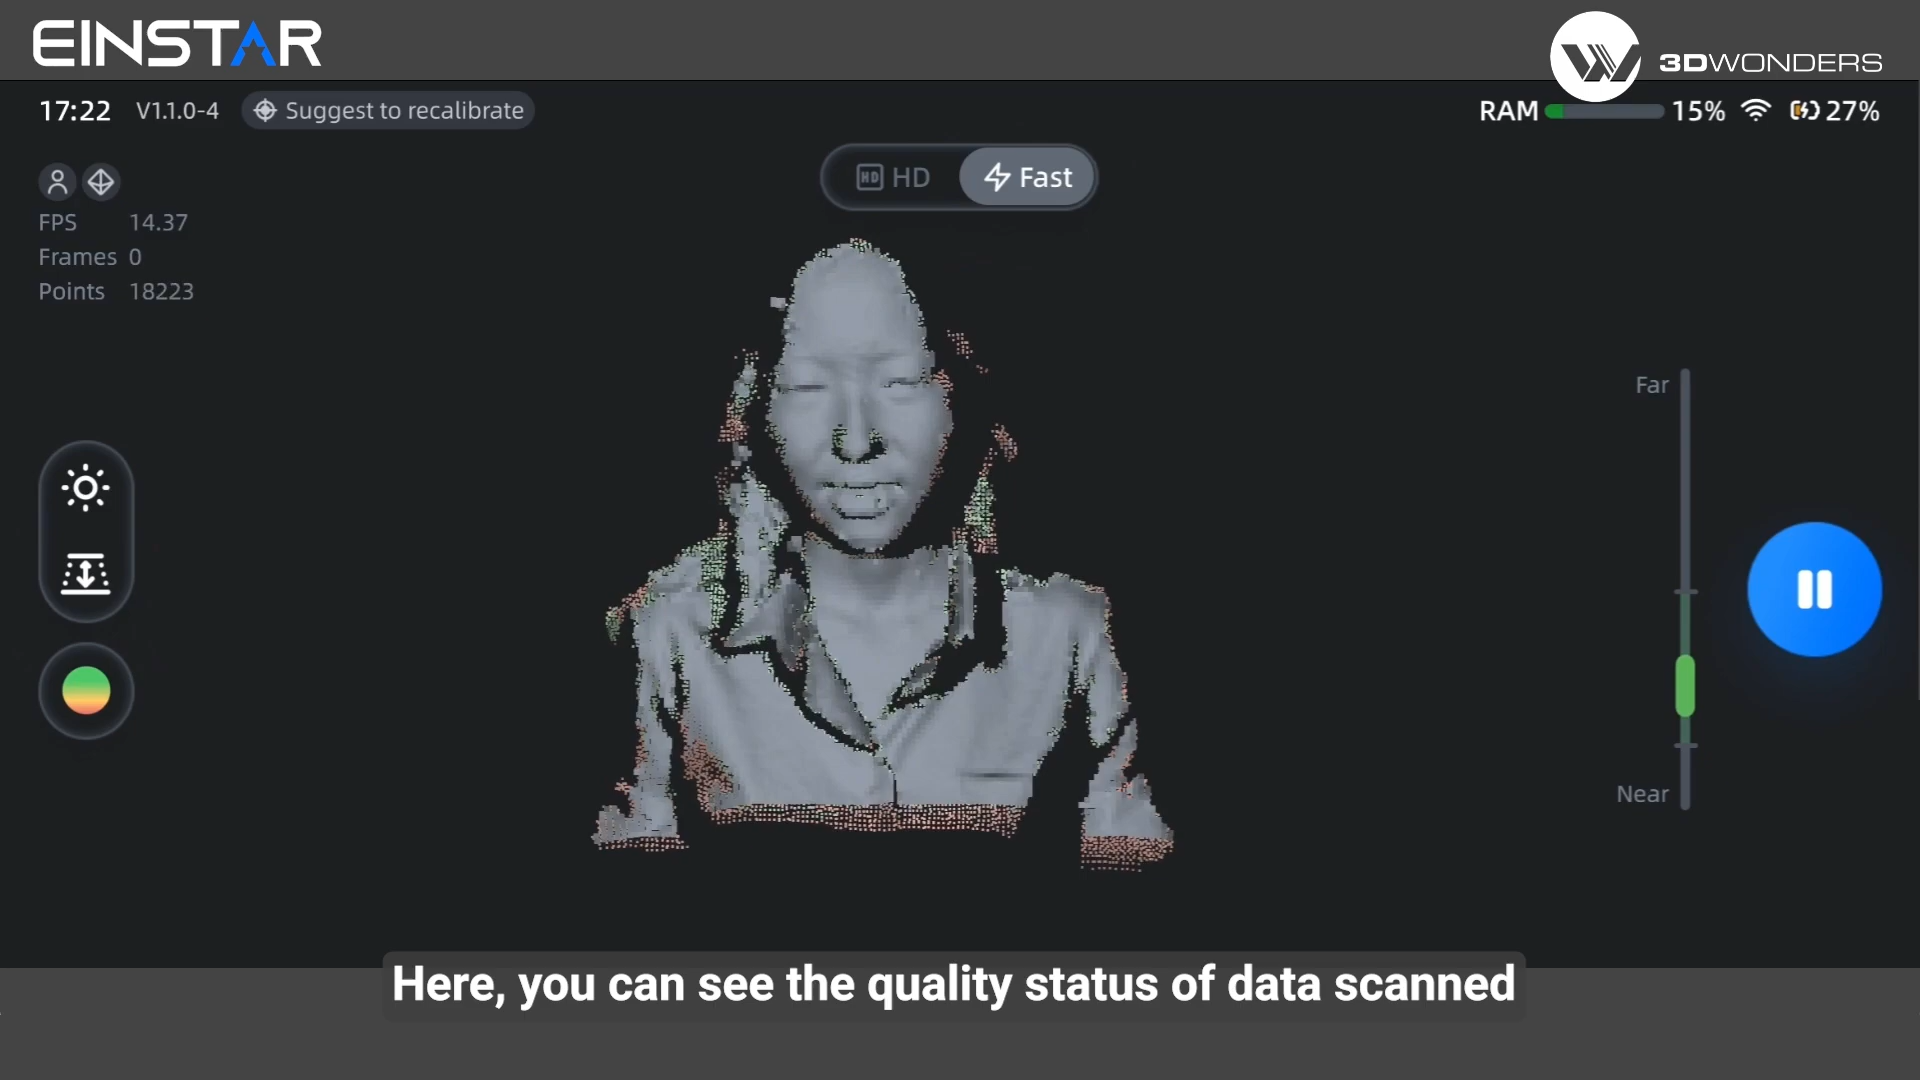 EINSTAR
3DWONDERS
17:22 V1.1.0-4 Suggest to recalibrate
RAM 15% 27%
HD HD Fast
FPS 14.37
Frames 0
Points 18223
Far
Near
Here, you can see the quality status of data scanned